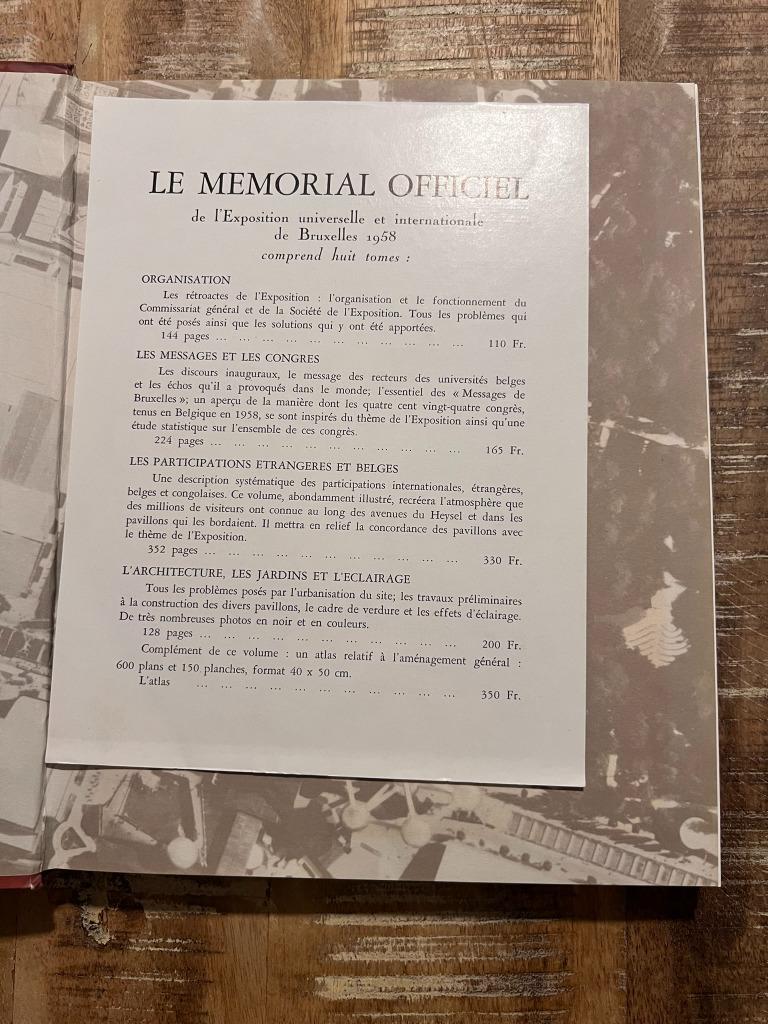 LE MEMORIAL OFFICIEL
de l'Exposition universelle et internationale
de Bruxelles 1958
comprend huit tomes :
ORGANISATION
Les rétroactes de l'Exposition : l'organisation et le fonctionnement du
Commissariat général et de la Société de l'Exposition. Tous les problèmes qui
ont été posés ainsi que les solutions qui y ont été apportées.
144 pages ... ... ... ... ... ... ... ... ... ... 110 Fr.
LES MESSAGES ET LES CONGRES
Les discours inauguraux, le message des recteurs des universités belges
et les échos qu'il a provoqués dans le monde; l'essentiel des « Messages de
Bruxelles »; un aperçu de la manière dont les quatre cent vingt-quatre congrès,
tenus en Belgique en 1958, se sont inspirés du thème de l'Exposition ainsi qu'une
étude statistique sur l'ensemble de ces congrès.
224 pages ... ... ... ... ... ... ... ... ... ... 165 Fr.
LES PARTICIPATIONS ETRANGERES ET BELGES
Une description systématique des participations internationales, étrangères,
belges et congolaises. Ce volume, abondamment illustré, recréera l'atmosphère que
des millions de visiteurs ont connue au long des avenues du Heysel et dans les
pavillons qui les bordaient. Il mettra en relief la concordance des pavillons avec
le thème de l'Exposition.
352 pages ... ... ... ... ... ... ... ... ... ... 330 Fr.
L'ARCHITECTURE, LES JARDINS ET L'ECLAIRAGE
Tous les problèmes posés par l'urbanisation du site; les travaux préliminaires
à la construction des divers pavillons, le cadre de verdure et les effets d'éclairage.
De très nombreuses photos en noir et en couleurs.
128 pages ... ... ... ... ... ... ... ... ... ... 200 Fr.
Complément de ce volume : un atlas relatif à l'aménagement général :
600 plans et 150 planches, format 40 x 50 cm.
L'atlas ... ... ... ... ... ... ... ... ... ... ... 350 Fr.